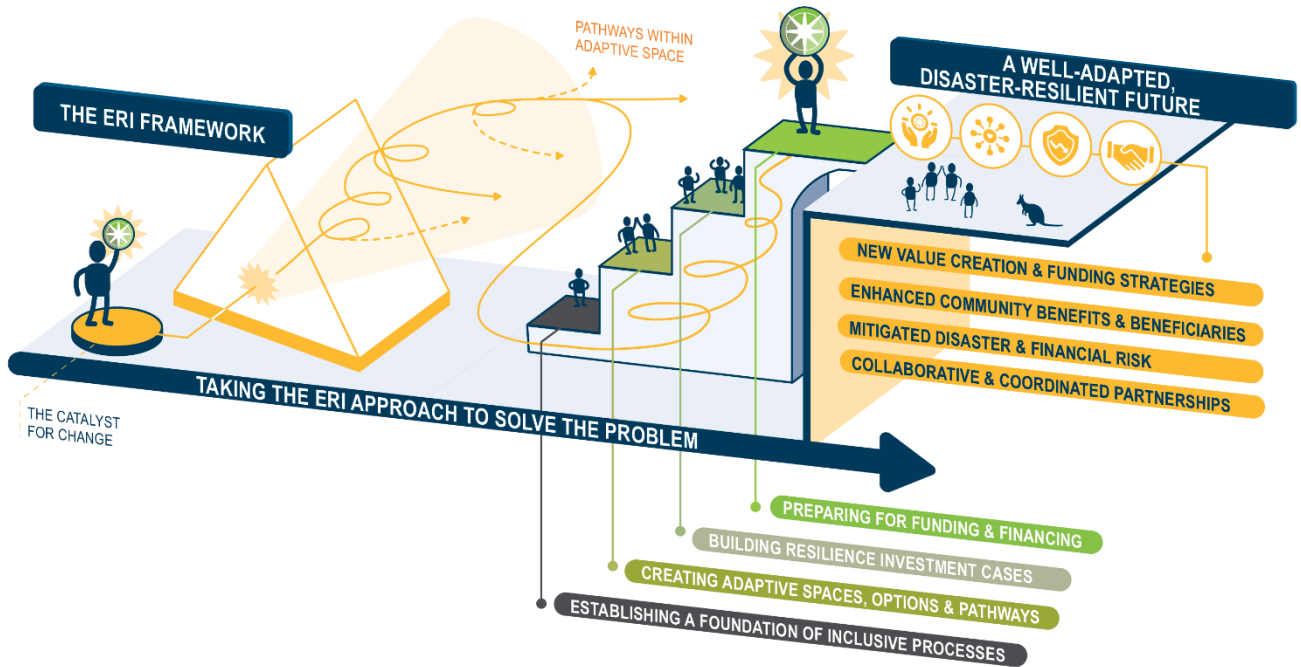 PATHWAYS WITHIN
ADAPTIVE SPACE
THE ERI FRAMEWORK
A WELL-ADAPTED,
DISASTER-RESILIENT FUTURE
NEW VALUE CREATION & FUNDING STRATEGIES
ENHANCED COMMUNITY BENEFITS & BENEFICIARIES
MITIGATED DISASTER & FINANCIAL RISK
COLLABORATIVE & COORDINATED PARTNERSHIPS
TAKING THE ERI APPROACH TO SOLVE THE PROBLEM
THE CATALYST
FOR CHANGE
PREPARING FOR FUNDING & FINANCING
BUILDING RESILIENCE INVESTMENT CASES
CREATING ADAPTIVE SPACES, OPTIONS & PATHWAYS
ESTABLISHING A FOUNDATION OF INCLUSIVE PROCESSES